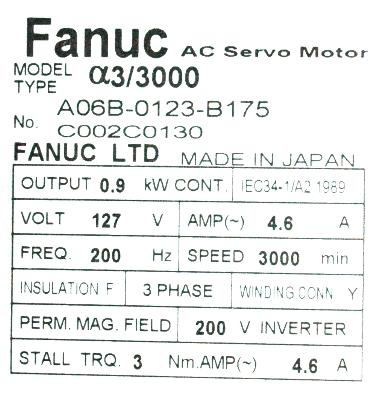 Fanuc AC Servo Motor
MODEL α3/3000
TYPE A06B-0123-B175
No. C002C0130
FANUC LTD MADE IN JAPAN
OUTPUT 0.9 kW CONT. IEC34-1/A2 1989
VOLT 127 V AMP(~) 4.6 A
FREQ. 200 Hz SPEED 3000 min
INSULATION F 3 PHASE WINDING.CONN Y
PERM. MAG. FIELD 200 V INVERTER
STALL TRQ. 3 Nm.AMP(~) 4.6 A